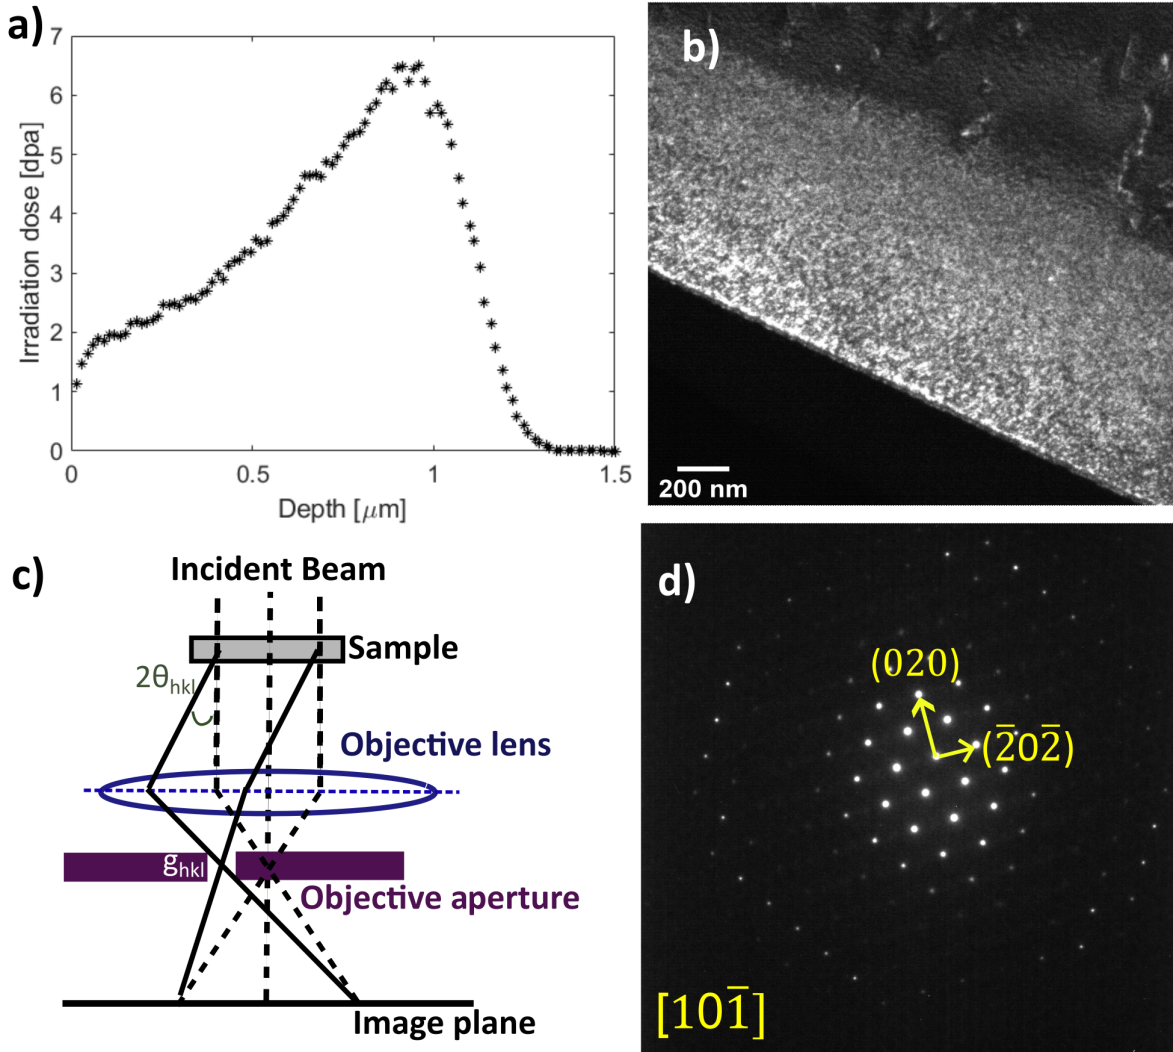 a)
7
6
5
4
3
2
1
0
Irradiation dose [dpa]
0
0.5
1
1.5
Depth [μm]
b)
200 nm
c)
Incident Beam
Sample
2θhkl
Objective lens
ghkl
Objective aperture
Image plane
d)
(020)
(2̅02̅)
[101̅]